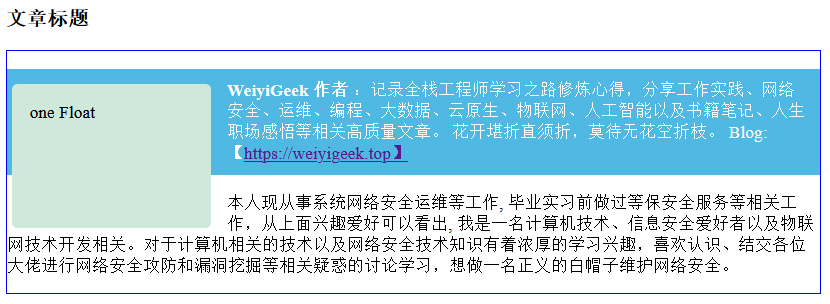 文章标题
one Float
WeiyiGeek 作者 ：记录全栈工程师学习之路修炼心得，分享工作实践、网络
安全、运维、编程、大数据、云原生、物联网、人工智能以及书籍笔记、人生
职场感悟等相关高质量文章。 花开堪折直须折，莫待无花空折枝。 Blog:
【https://weiyigeek.top】
本人现从事系统网络安全运维等工作, 毕业实习前做过等保安全服务等相关工
作，从上面兴趣爱好可以看出, 我是一名计算机技术、信息安全爱好者以及物联
网技术开发相关。对于计算机相关的技术以及网络安全技术知识有着浓厚的学习兴趣，喜欢认识、结交各位
大佬进行网络安全攻防和漏洞挖掘等相关疑惑的讨论学习，想做一名正义的白帽子维护网络安全。